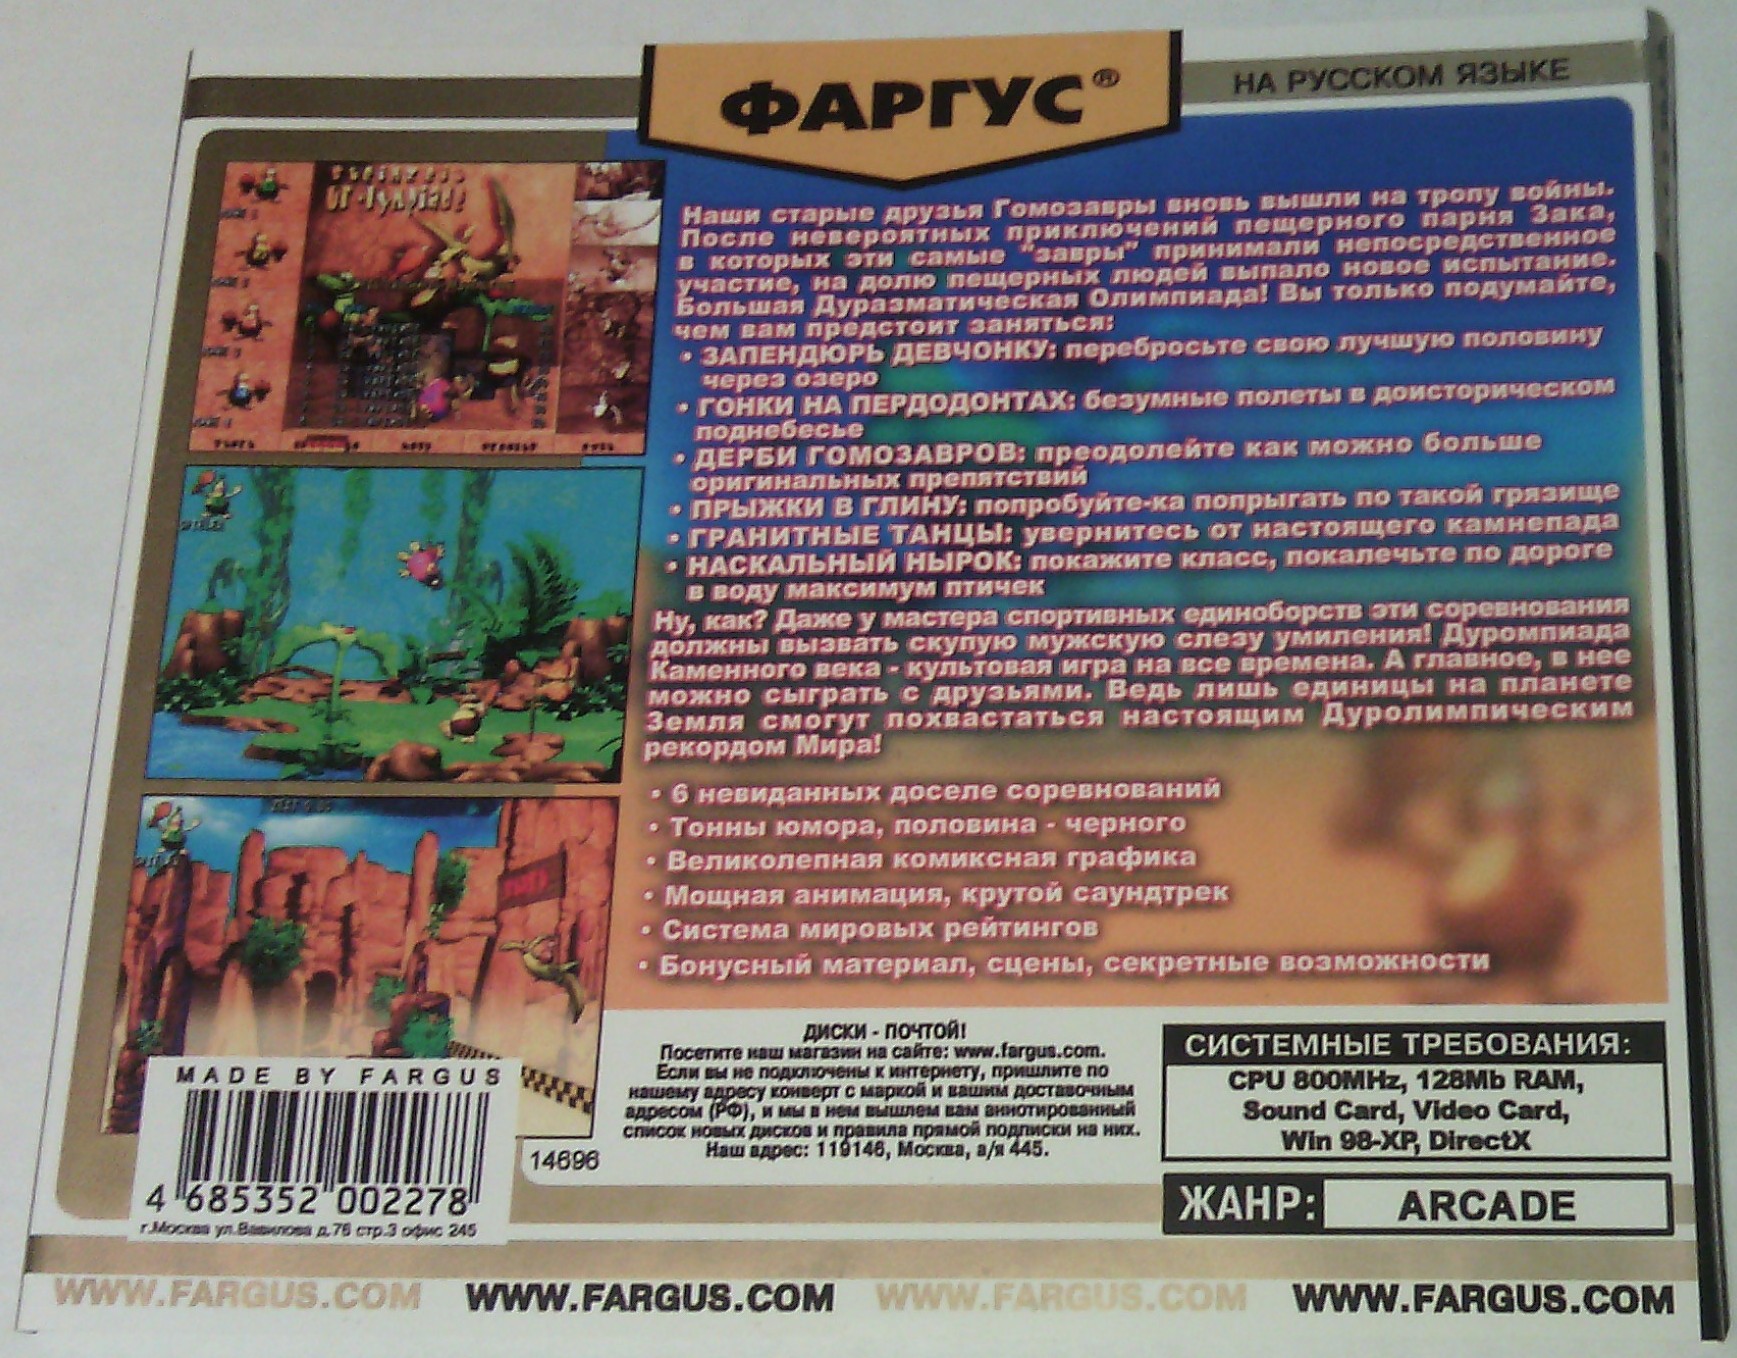 ФАРГУС®
НА РУССКОМ ЯЗЫКЕ
Наши старые друзья Гомозавры вновь вышли на тропу войны.
После невероятных приключений пещерного парня Зака,
в которых эти самые "завры" принимали непосредственное
участие, на долю пещерных людей выпало новое испытание.
Большая Дуразматическая Олимпиада! Вы только подумайте,
чем вам предстоит заняться:
• ЗАПЕНДЮРЬ ДЕВЧОНКУ: перебросьте свою лучшую половину
через озеро
• ГОНКИ НА ПЕРДОДОНТАХ: безумные полеты в доисторическом
поднебесье
• ДЕРБИ ГОМОЗАВРОВ: преодолейте как можно больше
оригинальных препятствий
• ПРЫЖКИ В ГЛИНУ: попробуйте-ка попрыгать по такой грязище
• ГРАНИТНЫЕ ТАНЦЫ: увернитесь от настоящего камнепада
• НАСКАЛЬНЫЙ НЫРОК: покажите класс, покалечьте по дороге
в воду максимум птичек
Ну, как? Даже у мастера спортивных единоборств эти соревнования
должны вызвать скупую мужскую слезу умиления! Дуромпиада
Каменного века - культовая игра на все времена. А главное, в нее
можно сыграть с друзьями. Ведь лишь единицы на планете
Земля смогут похвастаться настоящим Дуролимпическим
рекордом Мира!
• 6 невиданных доселе соревнований
• Тонны юмора, половина - черного
• Великолепная комиксная графика
• Мощная анимация, крутой саундтрек
• Система мировых рейтингов
• Бонусный материал, сцены, секретные возможности
ДИСКИ - ПОЧТОЙ!
Посетите наш магазин на сайте: www.fargus.com.
Если вы не подключены к интернету, пришлите по
нашему адресу конверт с маркой и вашим доставочным
адресом (РФ), и мы в нем вышлем вам аннотированный
список новых дисков и правила прямой подписки на них.
Наш адрес: 119146, Москва, а/я 445.
СИСТЕМНЫЕ ТРЕБОВАНИЯ:
CPU 800MHz, 128Mb RAM,
Sound Card, Video Card,
Win 98-XP, DirectX
ЖАНР: ARCADE
MADE BY FARGUS
4 685352 002278
г.Москва ул.Вавилова д.76 стр.3 офис 245
14696
WWW.FARGUS.COM WWW.FARGUS.COM WWW.FARGUS.COM WWW.FARGUS.COM